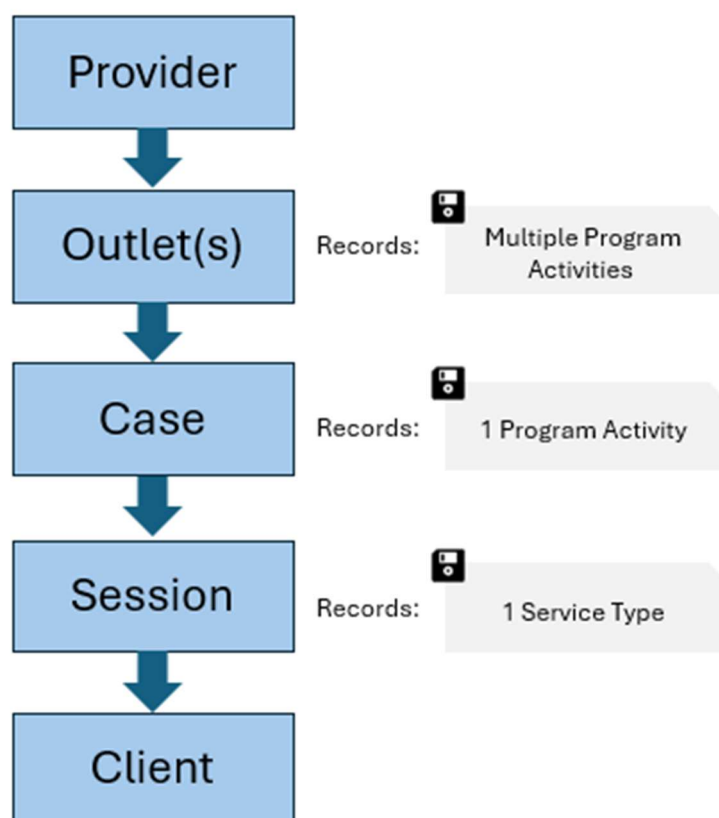 Provider
Outlet(s)
Records:
Multiple Program
Activities
Case
Records:
1 Program Activity
Session
Records:
1 Service Type
Client